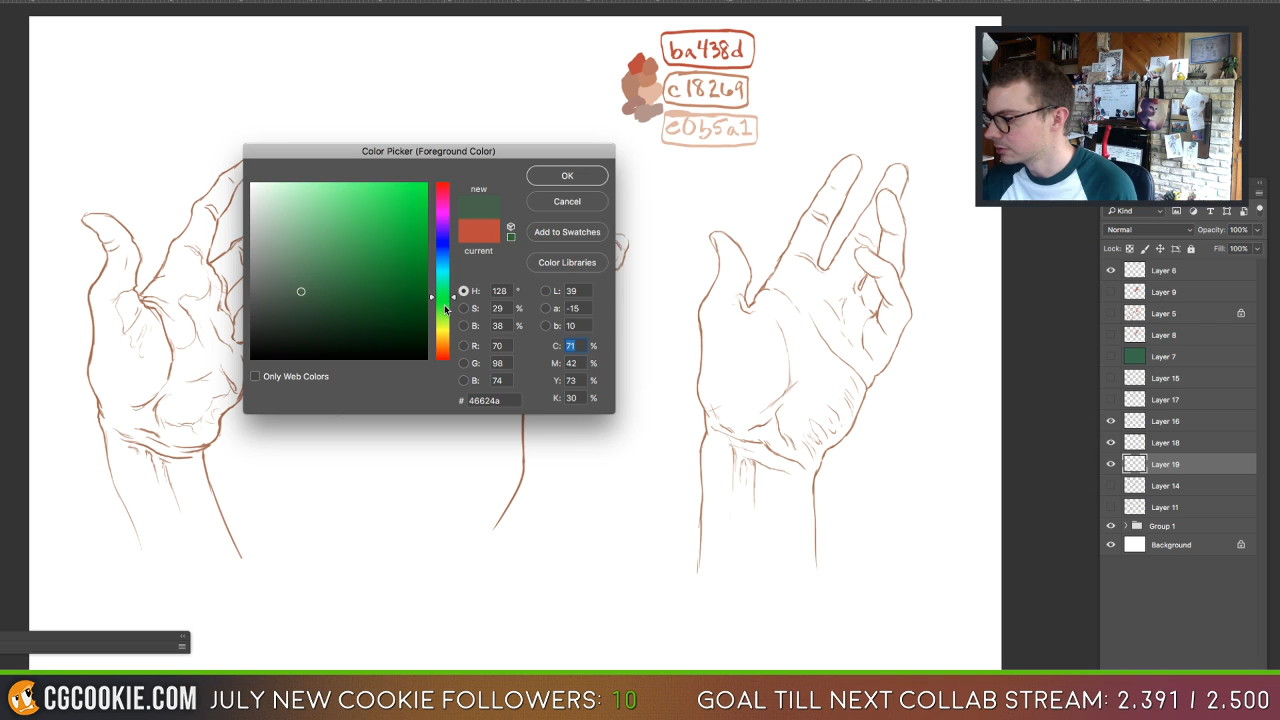 ba438d
c18269
e0b5a1
Color Picker (Foreground Color)
new
current
OK
Cancel
Add to Swatches
Color Libraries
H: 128 °
S: 29 %
B: 38 %
R: 70
G: 98
B: 74
# 46624a
L: 39
a: -15
b: 10
C: 71 %
M: 42 %
Y: 73 %
K: 30 %
Only Web Colors
Kind
Normal Opacity: 100%
Lock: Fill: 100%
Layer 6
Layer 9
Layer 5
Layer 8
Layer 7
Layer 15
Layer 17
Layer 16
Layer 18
Layer 19
Layer 14
Layer 11
Group 1
Background
CGCOOKIE.COM JULY NEW COOKIE FOLLOWERS: 10 GOAL TILL NEXT COLLAB STREAM: 2.391 / 2.500